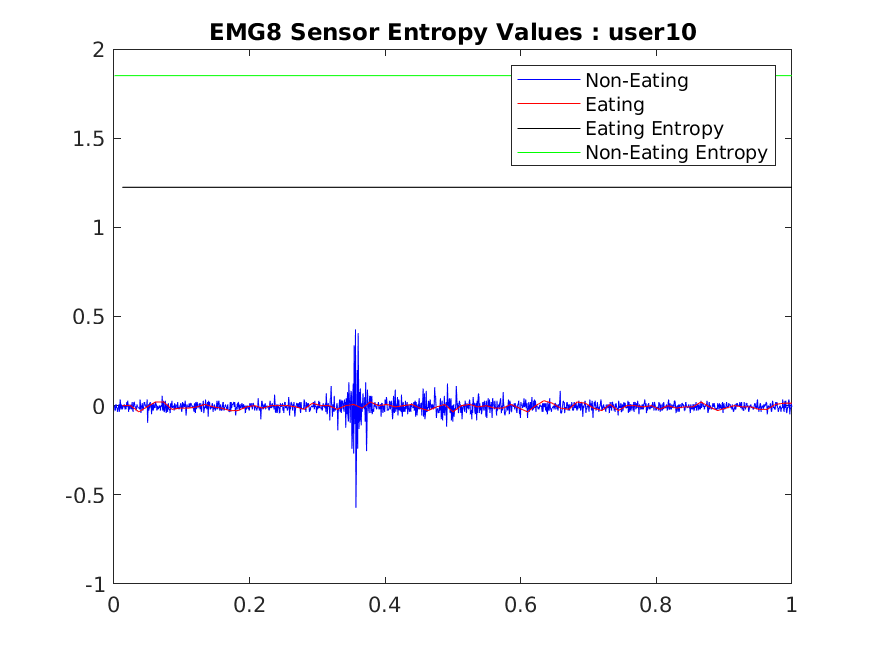 EMG8 Sensor Entropy Values : user10
2
1.5
1
0.5
0
-0.5
-1
Non-Eating
Eating
Eating Entropy
Non-Eating Entropy
0 0.2 0.4 0.6 0.8 1